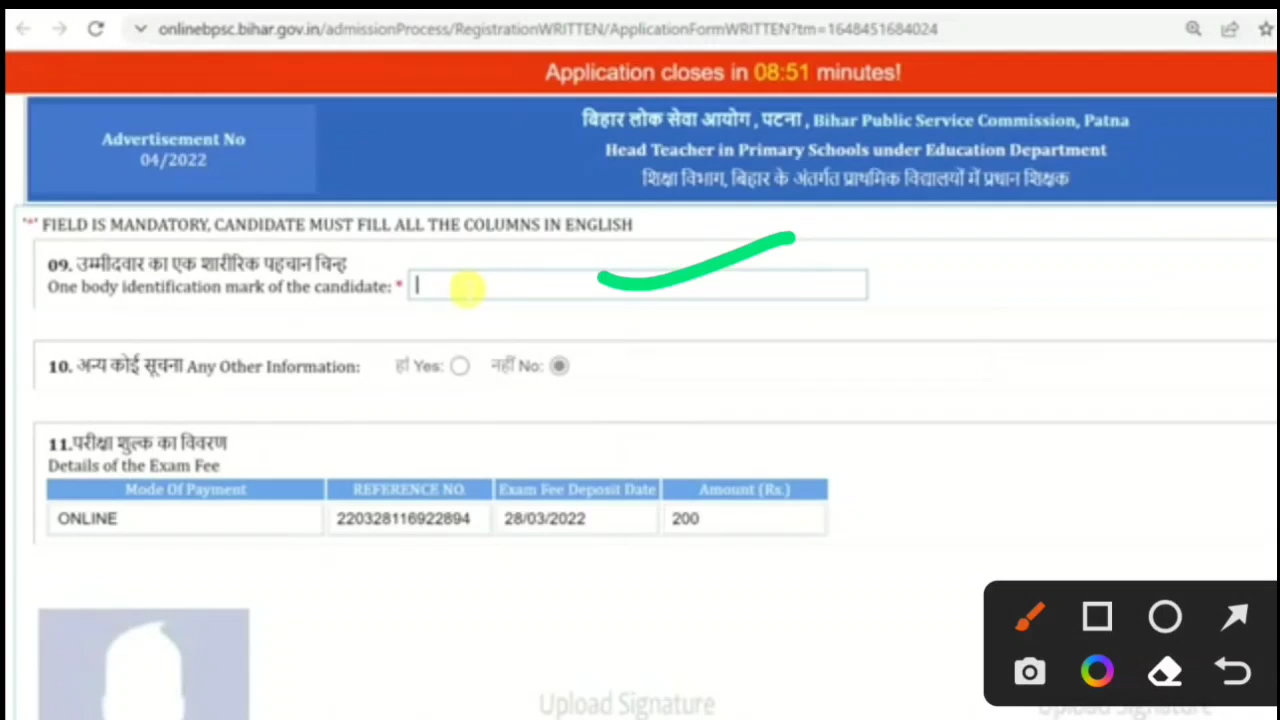 onlinebpsc.bihar.gov.in/admissionProcess/RegistrationWRITTEN/ApplicationFormWRITTEN?tm=1648451684024
Application closes in 08:51 minutes!
Advertisement No
04/2022
बिहार लोक सेवा आयोग , पटना , Bihar Public Service Commission, Patna
Head Teacher in Primary Schools under Education Department
शिक्षा विभाग, बिहार के अंतर्गत प्राथमिक विद्यालयों में प्रधान शिक्षक
'*' FIELD IS MANDATORY, CANDIDATE MUST FILL ALL THE COLUMNS IN ENGLISH
09. उम्मीदवार का एक शारीरिक पहचान चिन्ह
One body identification mark of the candidate: *
10. अन्य कोई सूचना Any Other Information: हां Yes: नहीं No:
11.परीक्षा शुल्क का विवरण
Details of the Exam Fee
Mode Of Payment REFERENCE NO. Exam Fee Deposit Date Amount (Rs.)
ONLINE 220328116922894 28/03/2022 200
Upload Signature Upload Signature